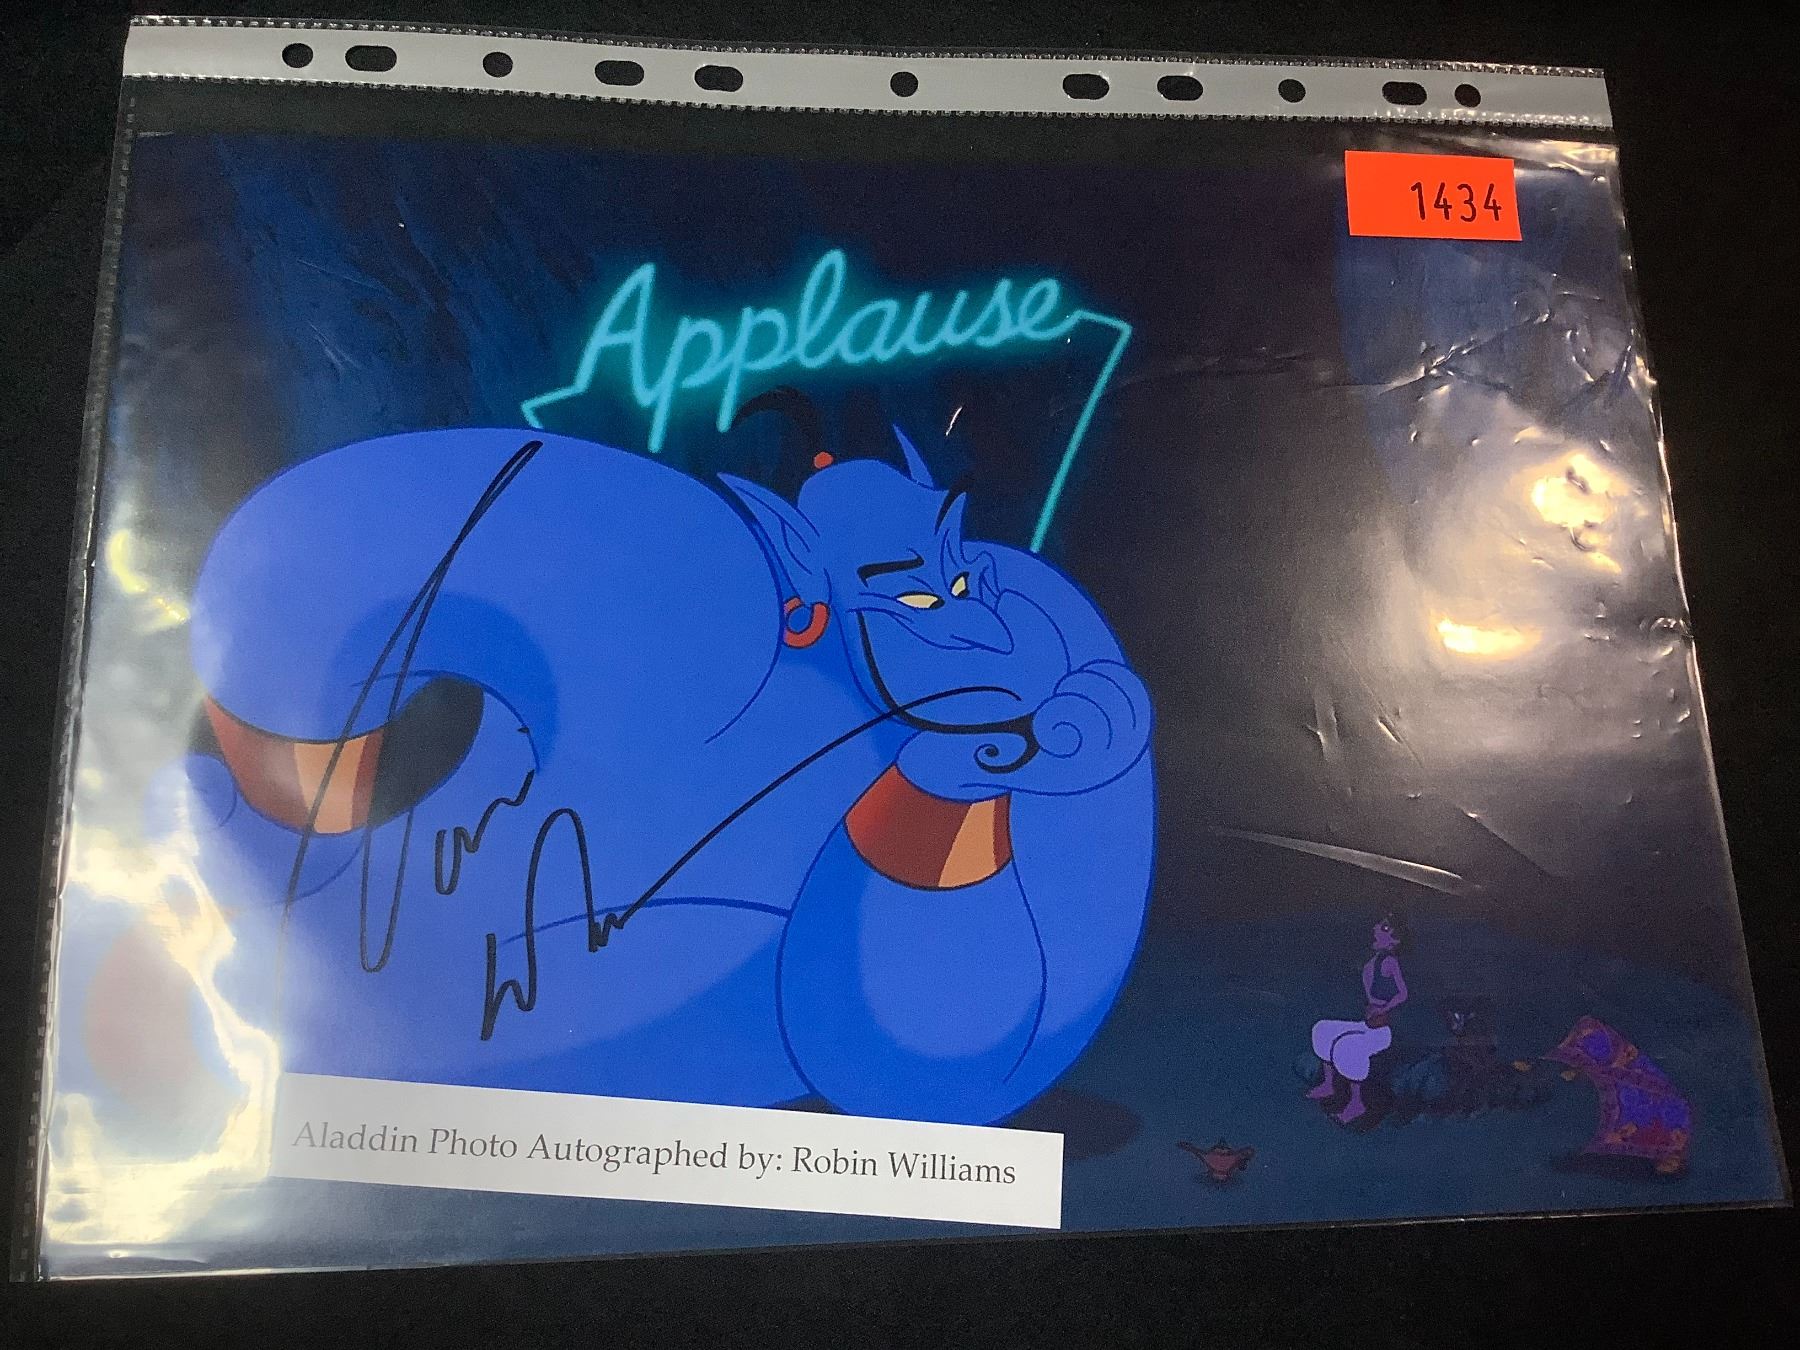 1434
Applause
Aladdin Photo Autographed by: Robin Williams